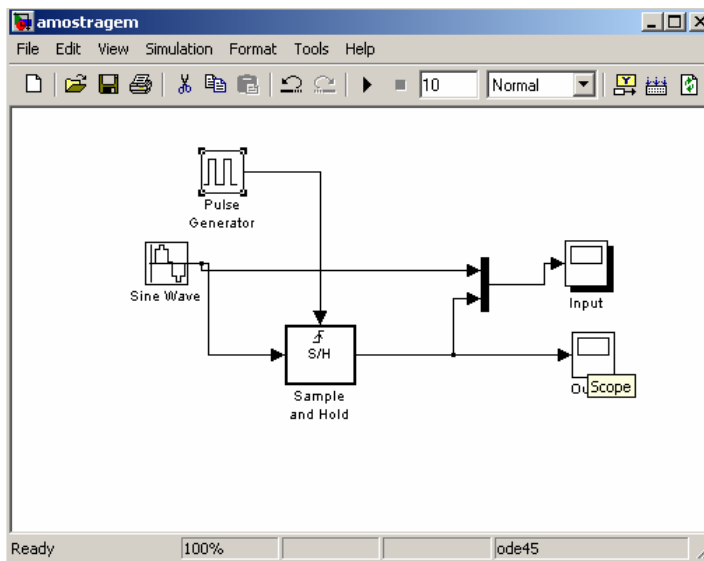 amostragem
File Edit View Simulation Format Tools Help
10 Normal
Pulse
Generator
Sine Wave
S/H
Sample
and Hold
Input
Scope
Ready 100% ode45